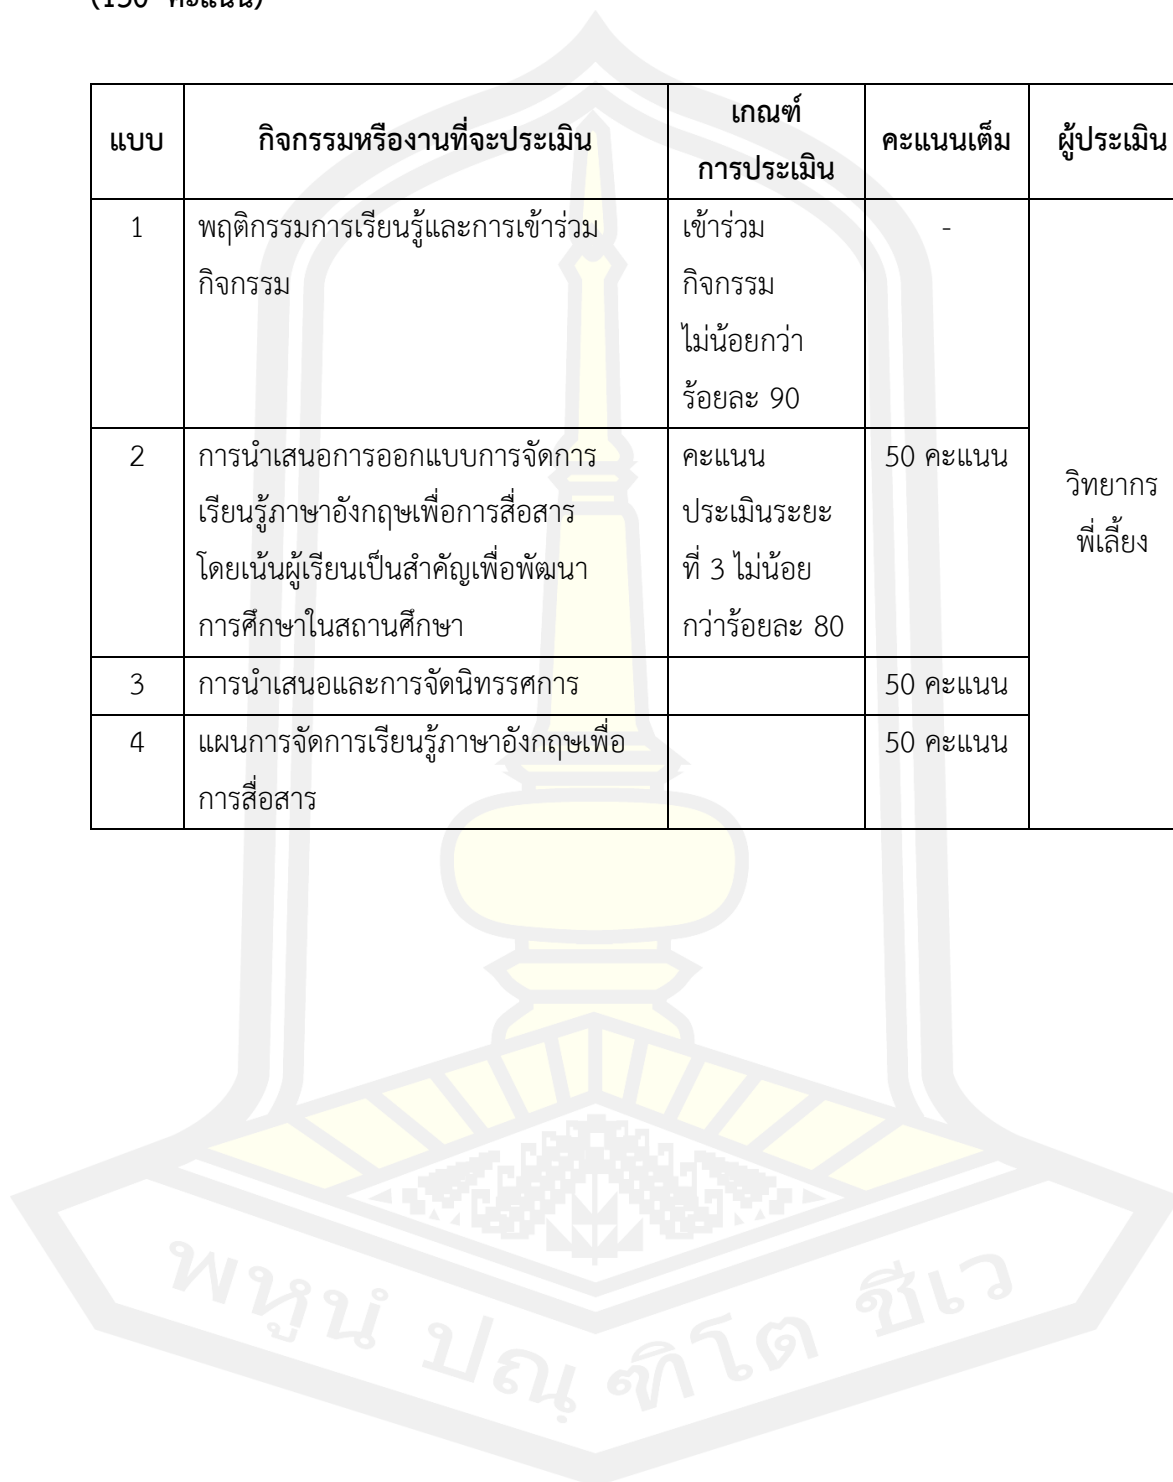 (150 คะแนน)
แบบ
กิจกรรมหรืองานที่จะประเมิน
เกณฑ์
การประเมิน
คะแนนเต็ม
ผู้ประเมิน
1
พฤติกรรมการเรียนรู้และการเข้าร่วม
กิจกรรม
เข้าร่วม
กิจกรรม
ไม่น้อยกว่า
ร้อยละ 90
-
2
การนำเสนอการออกแบบการจัดการ
เรียนรู้ภาษาอังกฤษเพื่อการสื่อสาร
โดยเน้นผู้เรียนเป็นสำคัญเพื่อพัฒนา
การศึกษาในสถานศึกษา
คะแนน
ประเมินระยะ
ที่ 3 ไม่น้อย
กว่าร้อยละ 80
50 คะแนน
วิทยากร
พี่เลี้ยง
3
การนำเสนอและการจัดนิทรรศการ
50 คะแนน
4
แผนการจัดการเรียนรู้ภาษาอังกฤษเพื่อ
การสื่อสาร
50 คะแนน
พหูนํ ปณฺฑิโต ชีเว